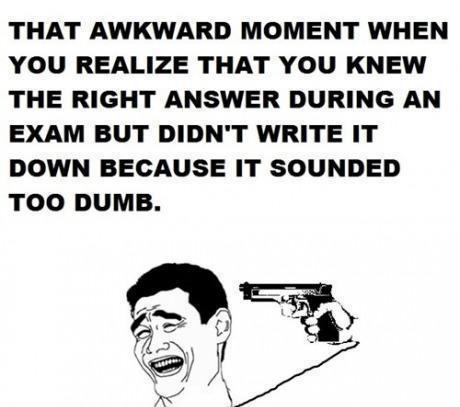 THAT AWKWARD MOMENT WHEN
YOU REALIZE THAT YOU KNEW
THE RIGHT ANSWER DURING AN
EXAM BUT DIDN'T WRITE IT
DOWN BECAUSE IT SOUNDED
TOO DUMB.